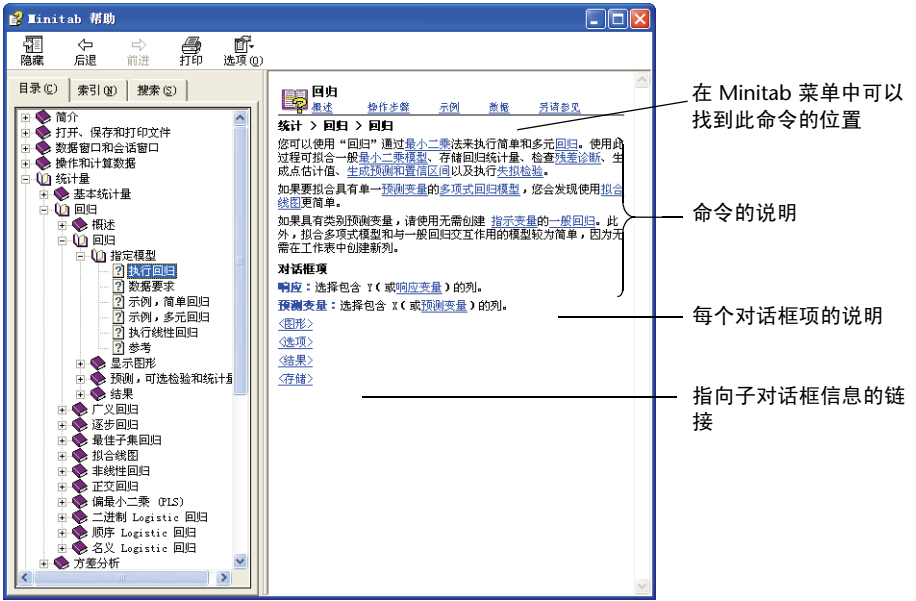 Minitab 帮助
隐藏 后退 前进 打印 选项(O)
目录(C) 索引(N) 搜索(S)
简介
打开、保存和打印文件
数据窗口和会话窗口
操作和计算数据
统计量
基本统计量
回归
概述
回归
指定模型
执行回归
数据要求
示例，简单回归
示例，多元回归
执行线性回归
参考
显示图形
预测，可选检验和统计量
结果
广义回归
逐步回归
最佳子集回归
拟合线图
非线性回归
正交回归
偏最小二乘 (PLS)
二进制 Logistic 回归
顺序 Logistic 回归
名义 Logistic 回归
方差分析
回归
概述 操作步骤 示例 数据 另请参见
统计 > 回归 > 回归
您可以使用“回归”通过最小二乘法来执行简单和多元回归。使用此
过程可拟合一般最小二乘模型、存储回归统计量、检查残差诊断、生
成点估计值、生成预测和置信区间以及执行失拟检验。
如果要拟合具有单一预测变量的多项式回归模型，您会发现使用拟合
线图更简单。
如果具有类别预测变量，请使用无需创建 指示变量的一般回归。此
外，拟合多项式模型和与一般回归交互作用的模型较为简单，因为无
需在工作表中创建新列。
对话框项
响应：选择包含 Y(或响应变量)的列。
预测变量：选择包含 X(或预测变量)的列。
<图形>
<选项>
<结果>
<存储>
在 Minitab 菜单中可以
找到此命令的位置
命令的说明
每个对话框项的说明
指向子对话框信息的链
接